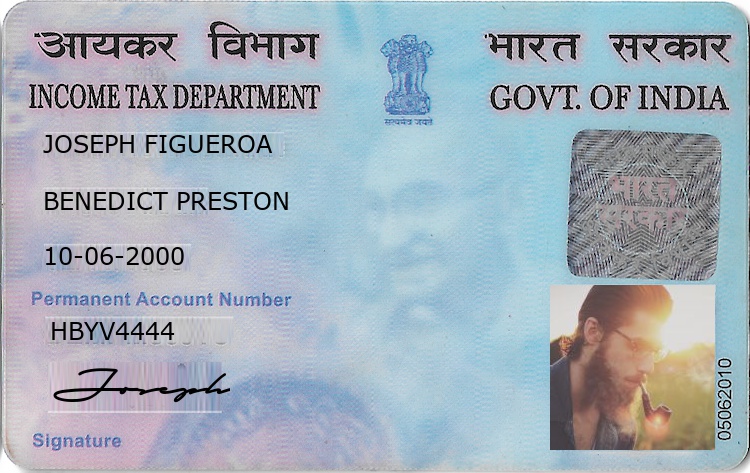 आयकर विभाग
INCOME TAX DEPARTMENT
भारत सरकार
GOVT. OF INDIA
सत्यमेव जयते
JOSEPH FIGUEROA
BENEDICT PRESTON
10-06-2000
Permanent Account Number
HBYV4444
Joseph
Signature
भारत
सरकार
05062010